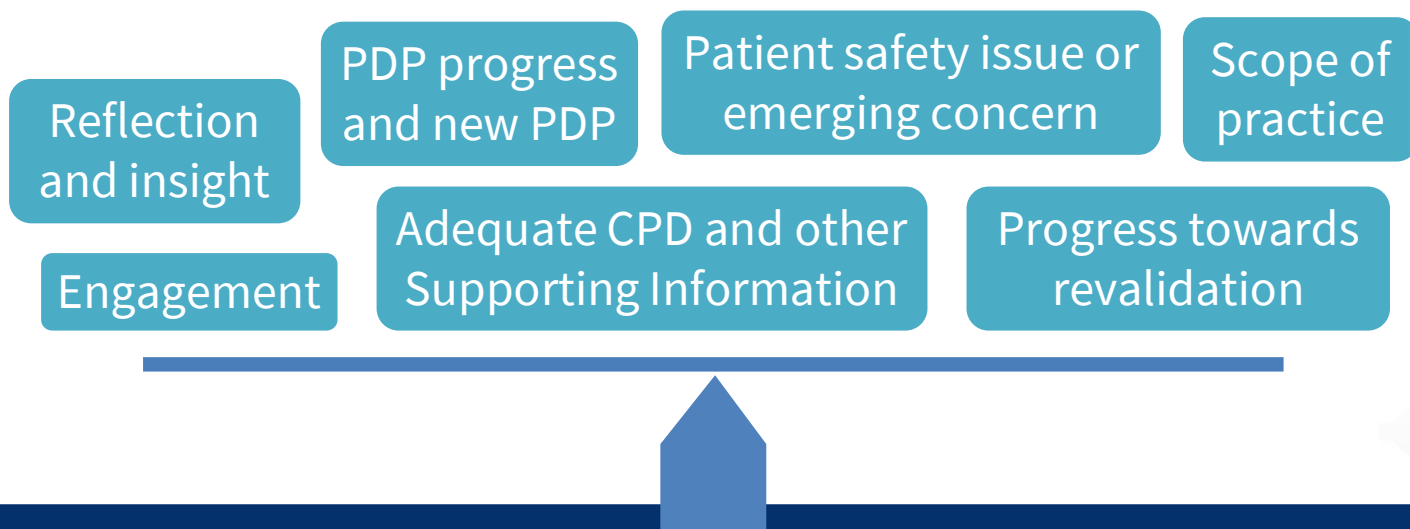 Reflection
and insight
PDP progress
and new PDP
Patient safety issue or
emerging concern
Scope of
practice
Engagement
Adequate CPD and other
Supporting Information
Progress towards
revalidation